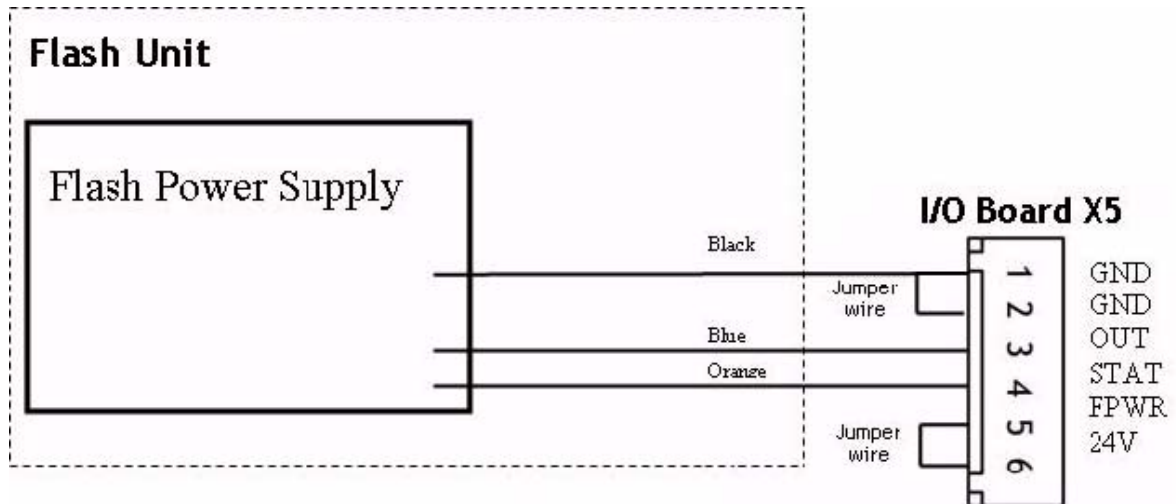 Flash Unit
Flash Power Supply
I/O Board X5
Black
1 GND
Jumper
wire
2 GND
Blue
3 OUT
Orange
4 STAT
FPWR
Jumper
wire
5 24V
6